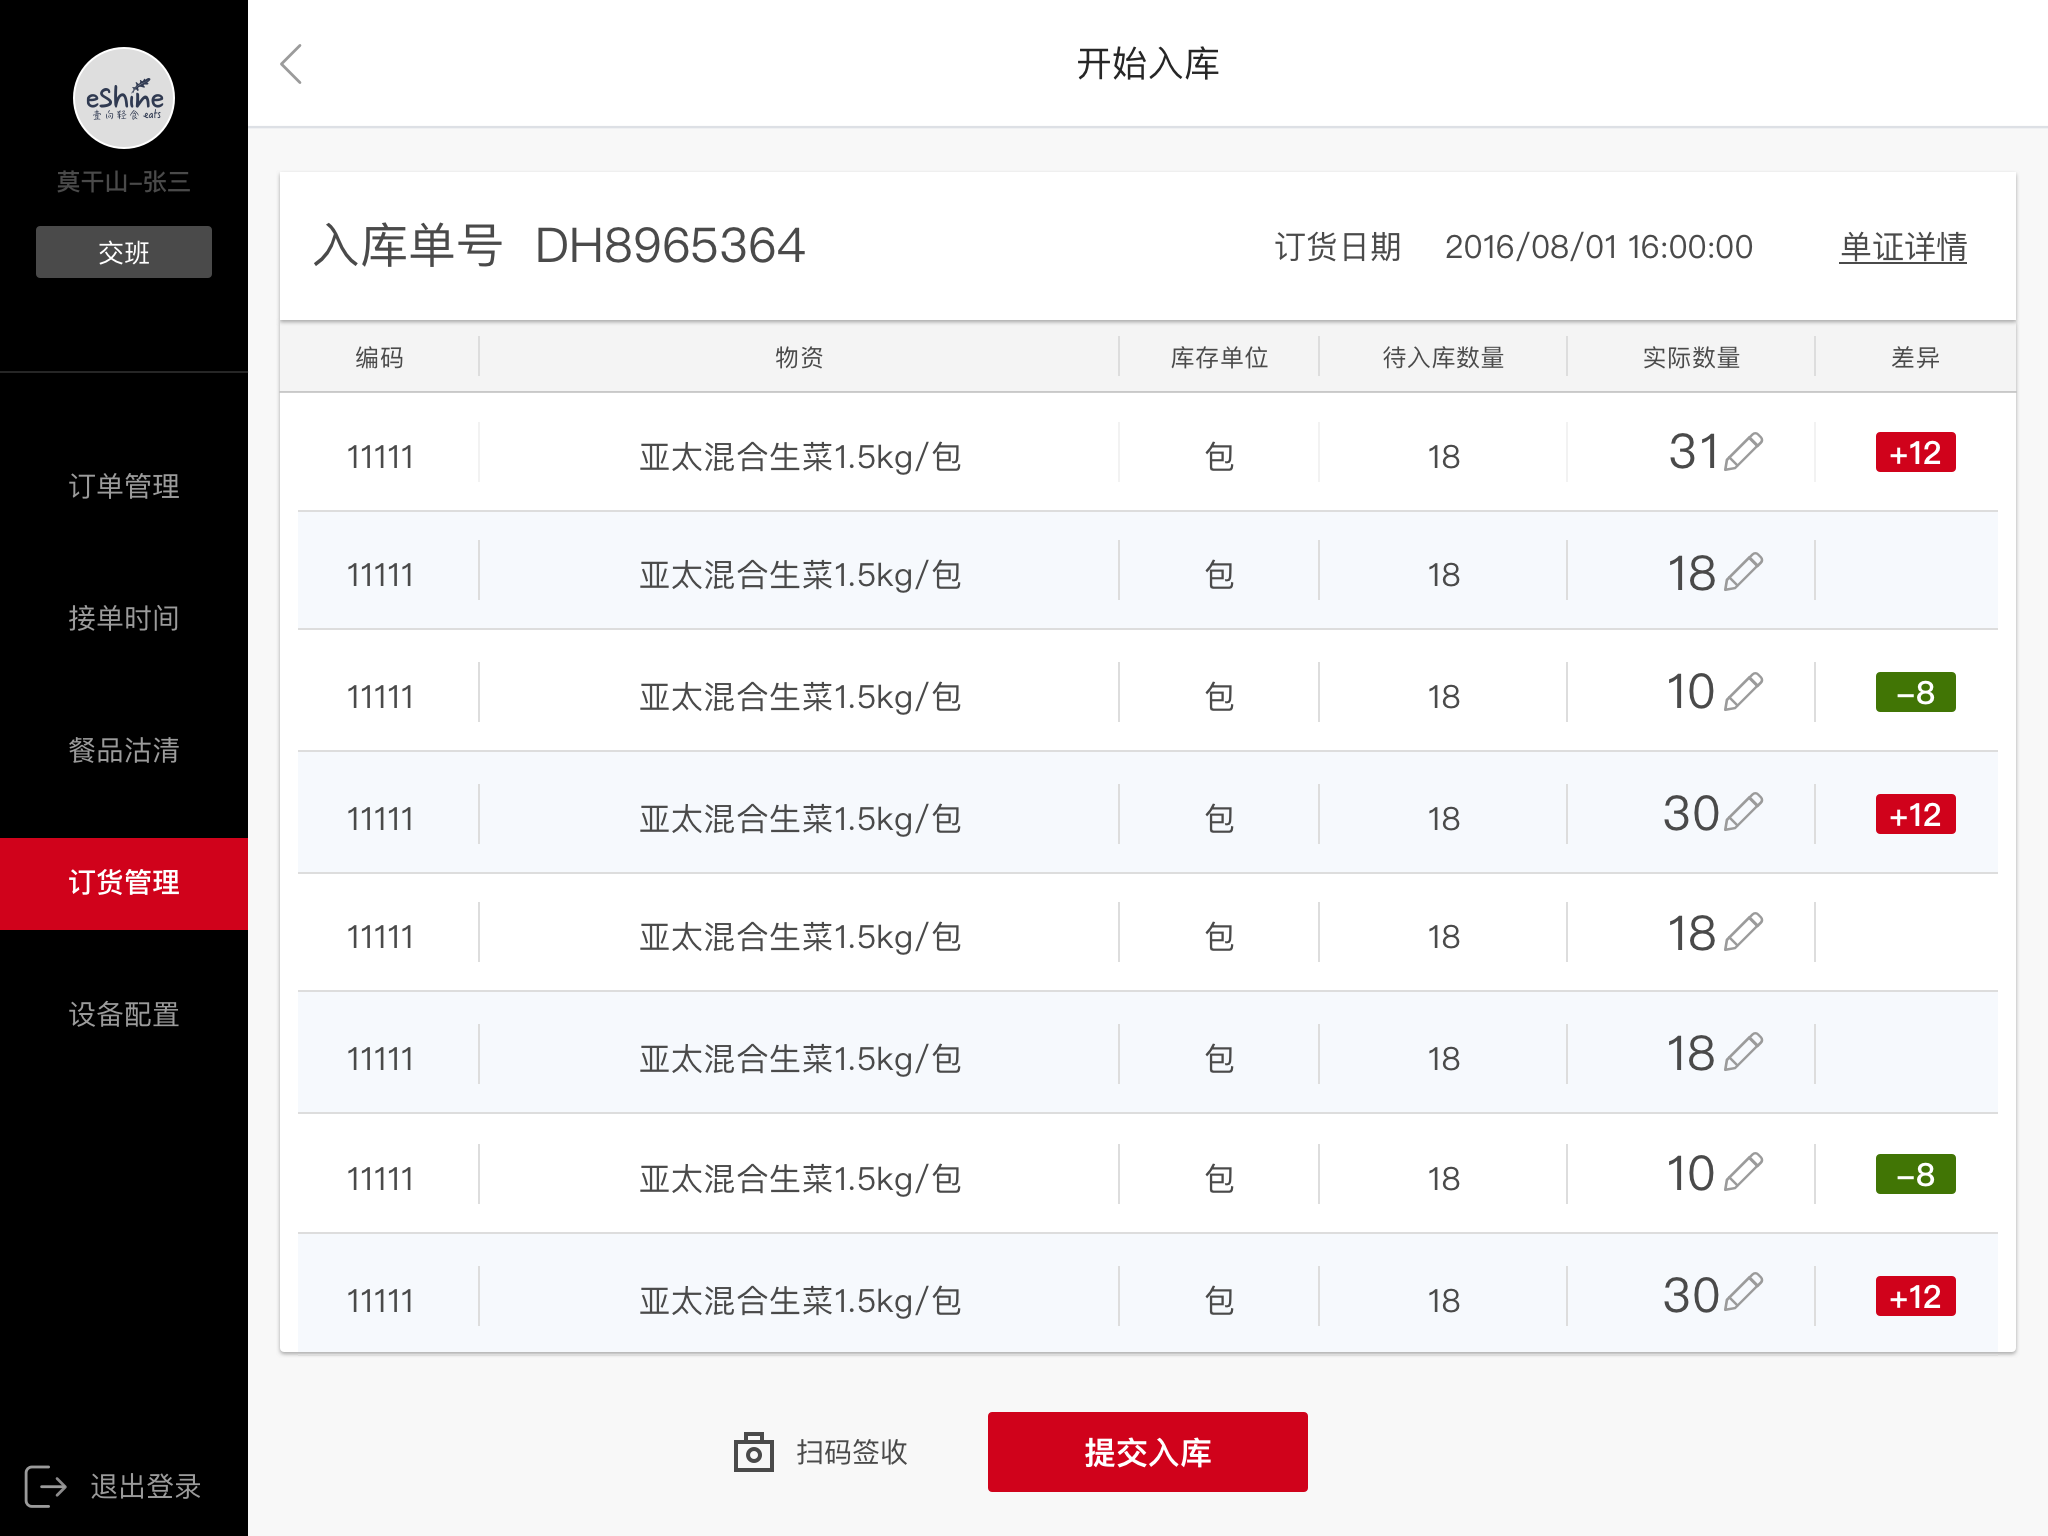 eShine
壹向轻食 eats
莫干山–张三
交班
订单管理
接单时间
餐品沽清
订货管理
设备配置
退出登录
开始入库
入库单号 DH8965364 订货日期 2016/08/01 16:00:00 单证详情
编码 物资 库存单位 待入库数量 实际数量 差异
11111 亚太混合生菜1.5kg/包 包 18 31 +12
11111 亚太混合生菜1.5kg/包 包 18 18
11111 亚太混合生菜1.5kg/包 包 18 10 –8
11111 亚太混合生菜1.5kg/包 包 18 30 +12
11111 亚太混合生菜1.5kg/包 包 18 18
11111 亚太混合生菜1.5kg/包 包 18 18
11111 亚太混合生菜1.5kg/包 包 18 10 –8
11111 亚太混合生菜1.5kg/包 包 18 30 +12
扫码签收 提交入库